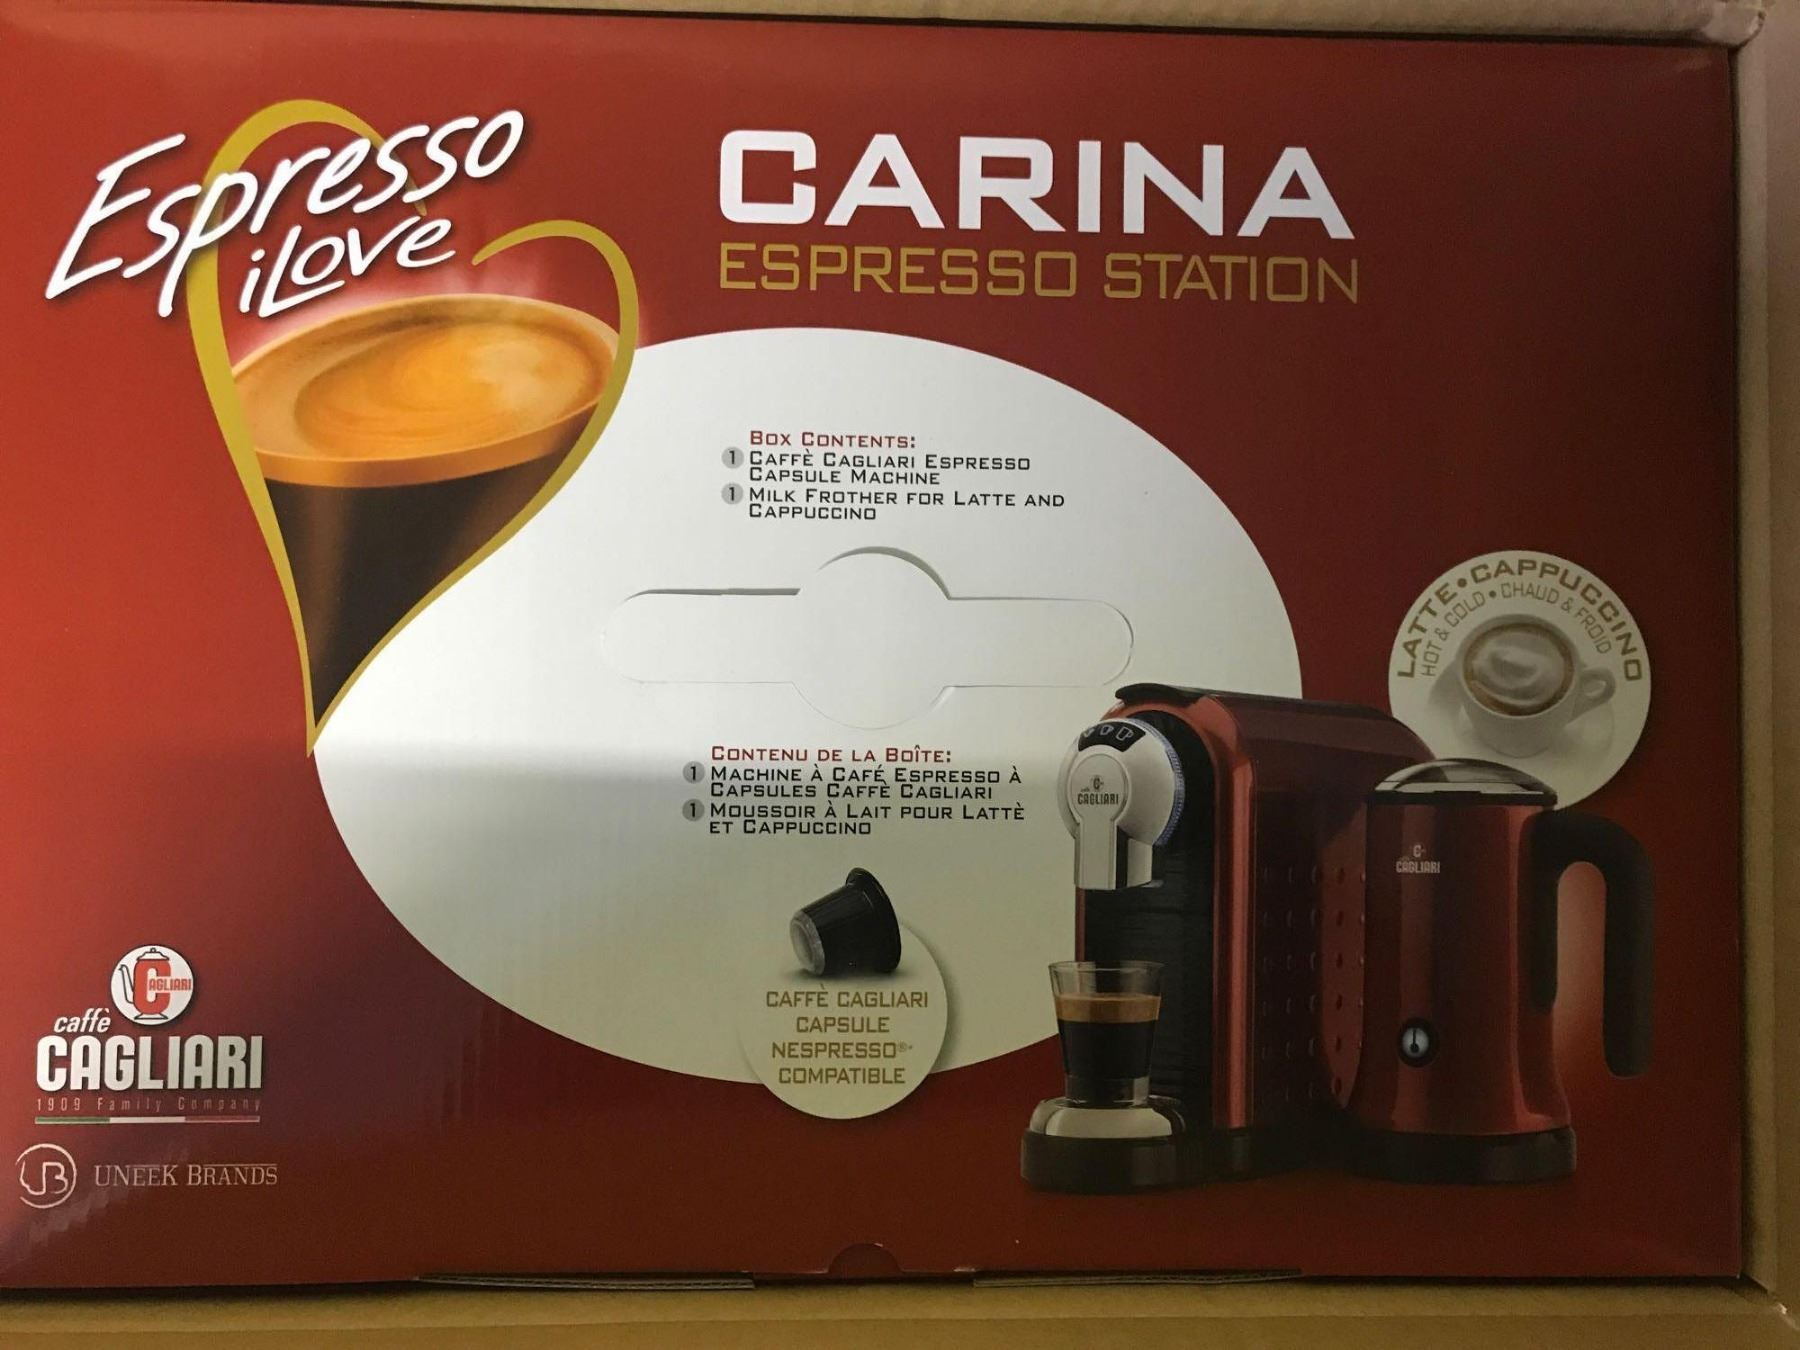 Espresso
iLove
CARINA
ESPRESSO STATION
BOX CONTENTS:
1 CAFFÈ CAGLIARI ESPRESSO
CAPSULE MACHINE
1 MILK FROTHER FOR LATTE AND
CAPPUCCINO
LATTE • CAPPUCCINO
HOT & COLD • CHAUD & FROID
CONTENU DE LA BOÎTE:
1 MACHINE À CAFÉ ESPRESSO À
CAPSULES CAFFÈ CAGLIARI
1 MOUSSOIR À LAIT POUR LATTÈ
ET CAPPUCCINO
CAGLIARI
CAGLIARI
CAFFÈ CAGLIARI
CAPSULE
NESPRESSO®*
COMPATIBLE
CAGLIARI
caffè
CAGLIARI
1909 Family Company
UB UNEEK BRANDS